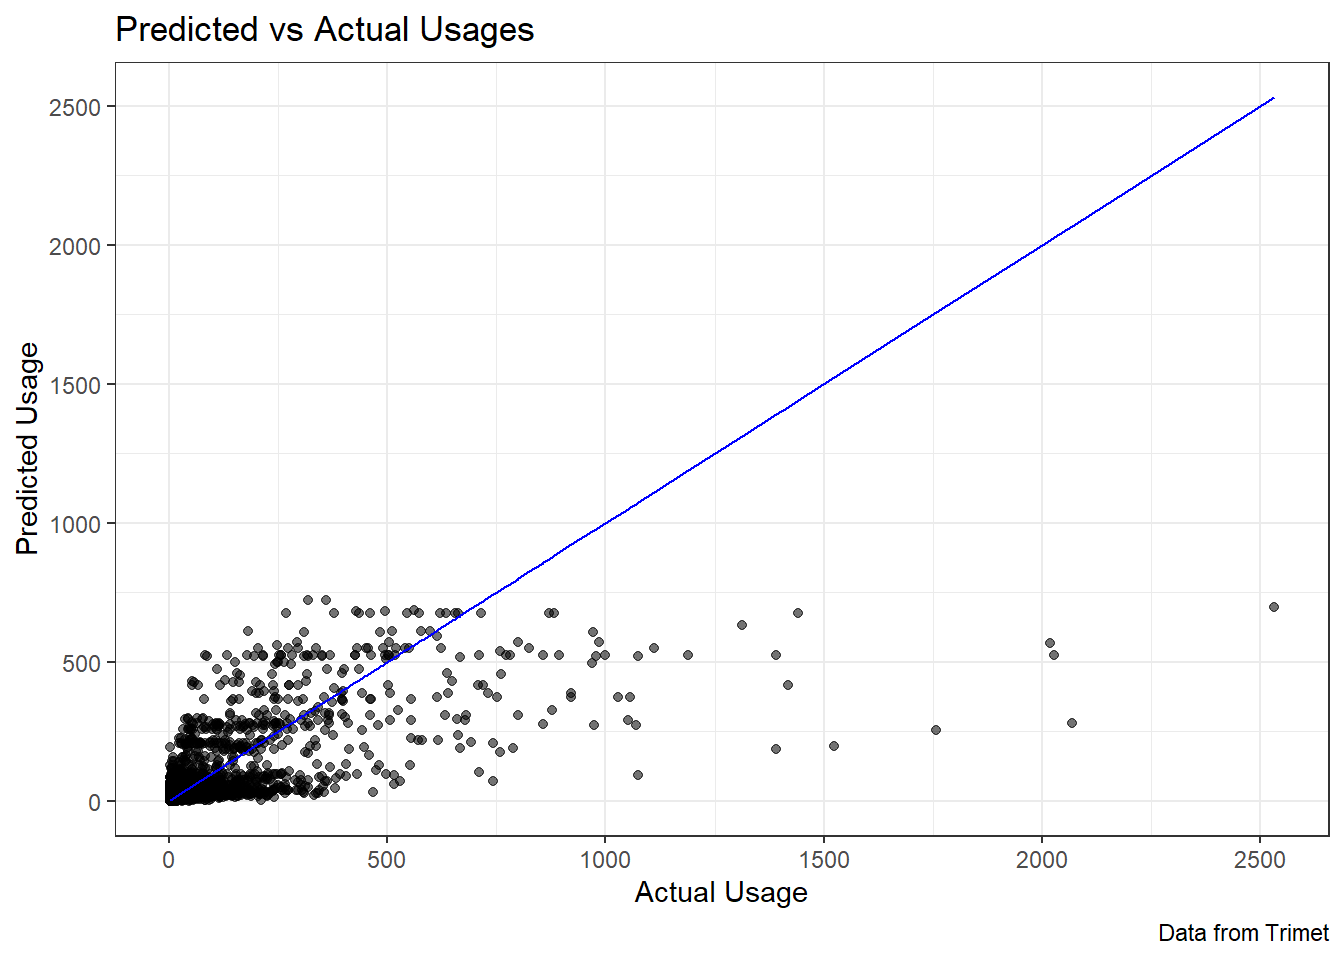 Predicted vs Actual Usages
2500
2000
1500
1000
500
0
Predicted Usage
0 500 1000 1500 2000 2500
Actual Usage
Data from Trimet